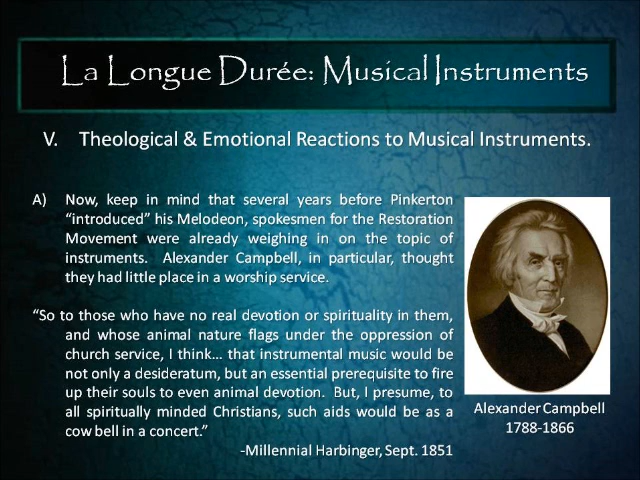 La Longue Durée: Musical Instruments
V. Theological & Emotional Reactions to Musical Instruments.
A) Now, keep in mind that several years before Pinkerton
"introduced" his Melodeon, spokesmen for the Restoration
Movement were already weighing in on the topic of
instruments. Alexander Campbell, in particular, thought
they had little place in a worship service.
"So to those who have no real devotion or spirituality in them,
and whose animal nature flags under the oppression of
church service, I think… that instrumental music would be
not only a desideratum, but an essential prerequisite to fire
up their souls to even animal devotion. But, I presume, to
all spiritually minded Christians, such aids would be as a
cow bell in a concert."
-Millennial Harbinger, Sept. 1851
Alexander Campbell
1788-1866